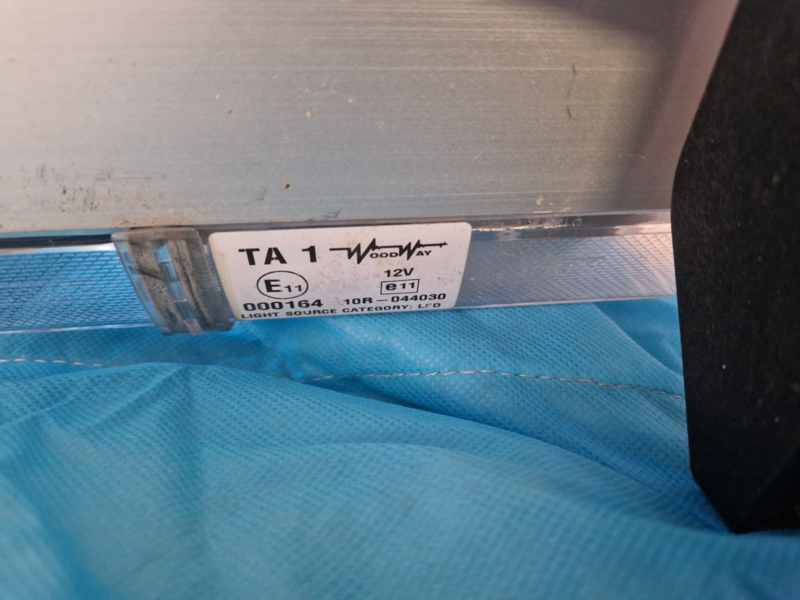 TA 1 WOODWAY
12V
E11 e11
000164 10R-044030
LIGHT SOURCE CATEGORY: LED